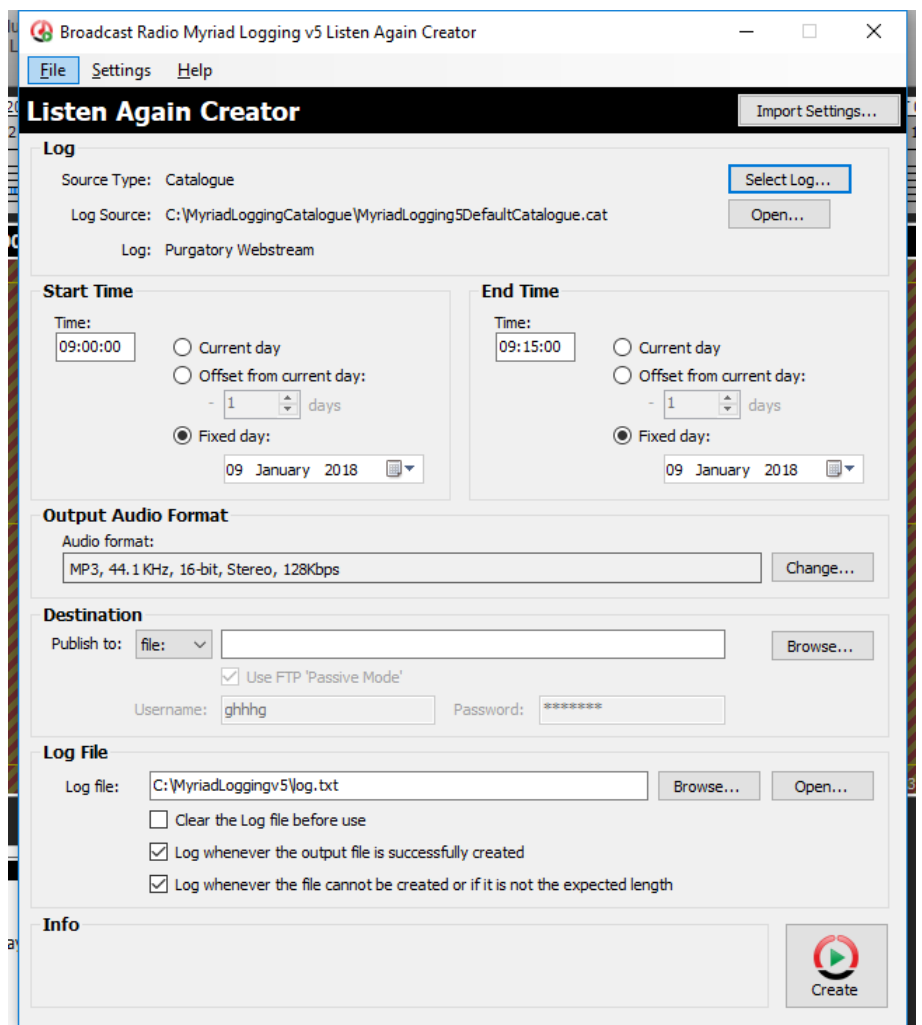 Broadcast Radio Myriad Logging v5 Listen Again Creator
File Settings Help
Listen Again Creator Import Settings...
Log
Source Type: Catalogue Select Log...
Log Source: C:\MyriadLoggingCatalogue\MyriadLogging5DefaultCatalogue.cat Open...
Log: Purgatory Webstream
Start Time End Time
Time: Time:
09:00:00 Current day 09:15:00 Current day
Offset from current day: Offset from current day:
- 1 days - 1 days
Fixed day: Fixed day:
09 January 2018 09 January 2018
Output Audio Format
Audio format:
MP3, 44.1 KHz, 16-bit, Stereo, 128Kbps Change...
Destination
Publish to: file: Browse...
Use FTP 'Passive Mode'
Username: ghhhg Password: *******
Log File
Log file: C:\MyriadLoggingv5\log.txt Browse... Open...
Clear the Log file before use
Log whenever the output file is successfully created
Log whenever the file cannot be created or if it is not the expected length
Info
Create